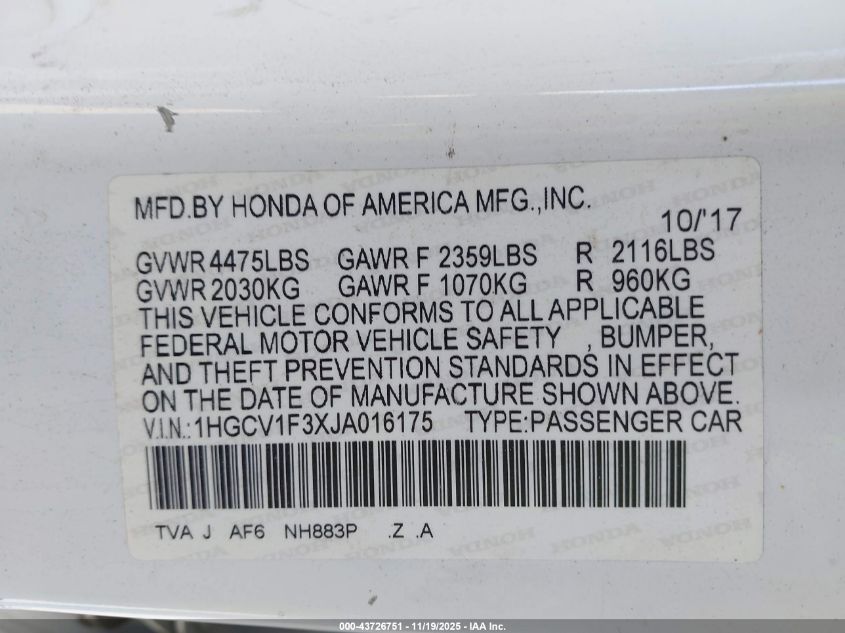 MFD.BY HONDA OF AMERICA MFG.,INC.
10/'17
GVWR 4475LBS GAWR F 2359LBS R 2116LBS
GVWR 2030KG GAWR F 1070KG R 960KG
THIS VEHICLE CONFORMS TO ALL APPLICABLE
FEDERAL MOTOR VEHICLE SAFETY , BUMPER,
AND THEFT PREVENTION STANDARDS IN EFFECT
ON THE DATE OF MANUFACTURE SHOWN ABOVE.
V.I.N.:1HGCV1F3XJA016175 TYPE:PASSENGER CAR
TVA J AF6 NH883P .Z .A
000-43726751 - 11/19/2025 - IAA Inc.